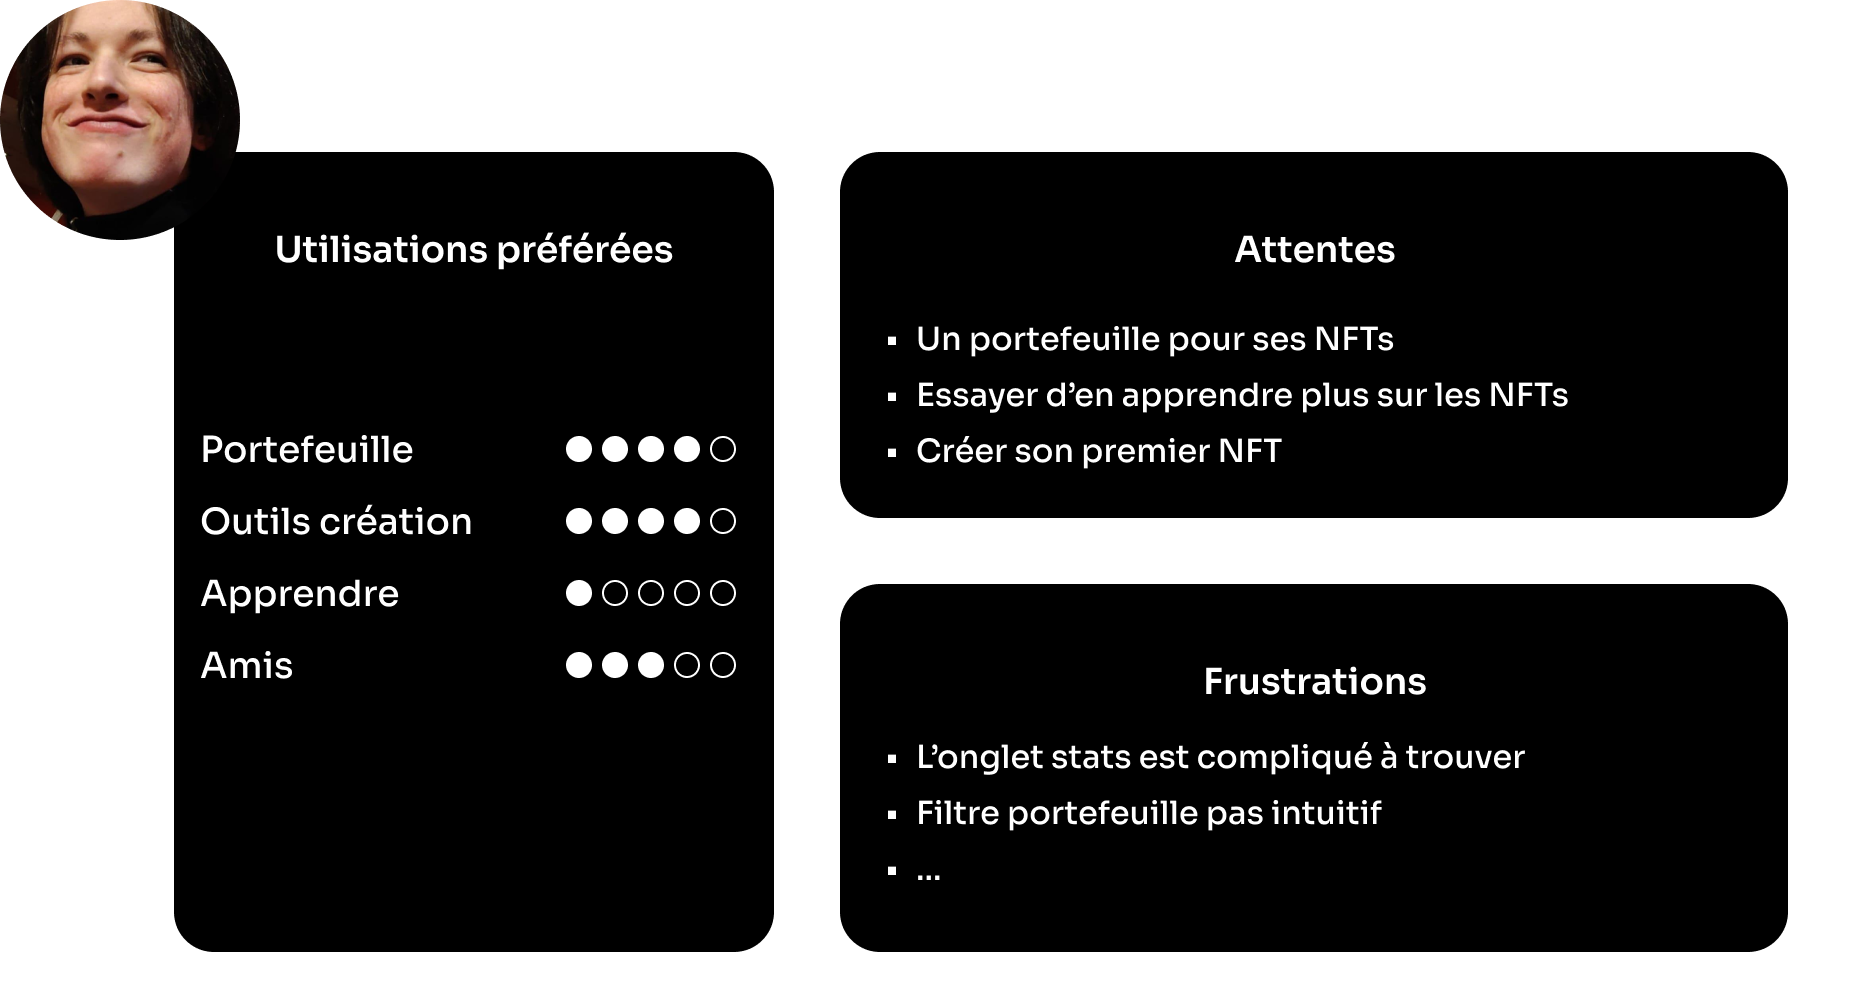 Utilisations préférées
Portefeuille
Outils création
Apprendre
Amis
Attentes
▪ Un portefeuille pour ses NFTs
▪ Essayer d’en apprendre plus sur les NFTs
▪ Créer son premier NFT
Frustrations
▪ L’onglet stats est compliqué à trouver
▪ Filtre portefeuille pas intuitif
▪ ...